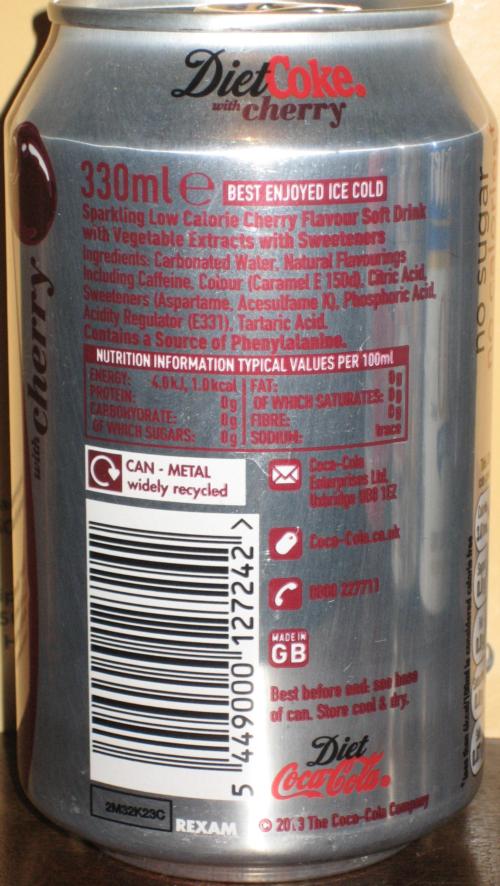 Diet Coke.
with cherry
330ml e BEST ENJOYED ICE COLD
Sparkling Low Calorie Cherry Flavour Soft Drink
with Vegetable Extracts with Sweeteners
Ingredients: Carbonated Water, Natural Flavourings
Including Caffeine, Colour (Caramel E 150d), Citric Acid,
Sweeteners (Aspartame, Acesulfame K), Phosphoric Acid,
Acidity Regulator (E331), Tartaric Acid.
Contains a Source of Phenylalanine.
NUTRITION INFORMATION TYPICAL VALUES PER 100ml
ENERGY: 4.0kJ, 1.0kcal
PROTEIN: 0g
CARBOHYDRATE: 0g
OF WHICH SUGARS: 0g
FAT: 0g
OF WHICH SATURATES: 0g
FIBRE: 0g
SODIUM: trace
CAN - METAL
widely recycled
Coca-Cola
Enterprises Ltd,
Uxbridge UB8 1EZ
Coca-Cola.co.uk
0800 227711
MADE IN
GB
Best before end: see base
of can. Store cool & dry.
Diet
Coca-Cola.
© 2013 The Coca-Cola Company
5 449000 127242 >
2M32K23C
REXAM
with cherry
no sugar